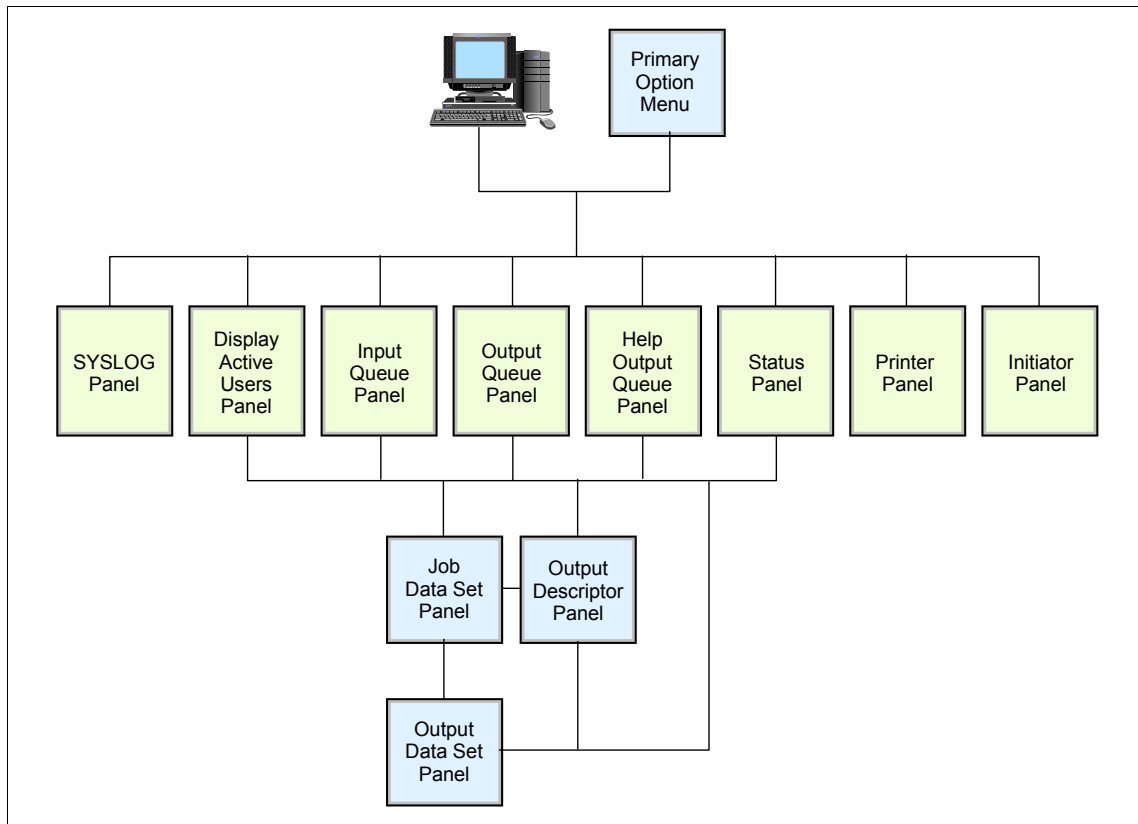 Primary
Option
Menu
SYSLOG
Panel
Display
Active
Users
Panel
Input
Queue
Panel
Output
Queue
Panel
Help
Output
Queue
Panel
Status
Panel
Printer
Panel
Initiator
Panel
Job
Data Set
Panel
Output
Descriptor
Panel
Output
Data Set
Panel